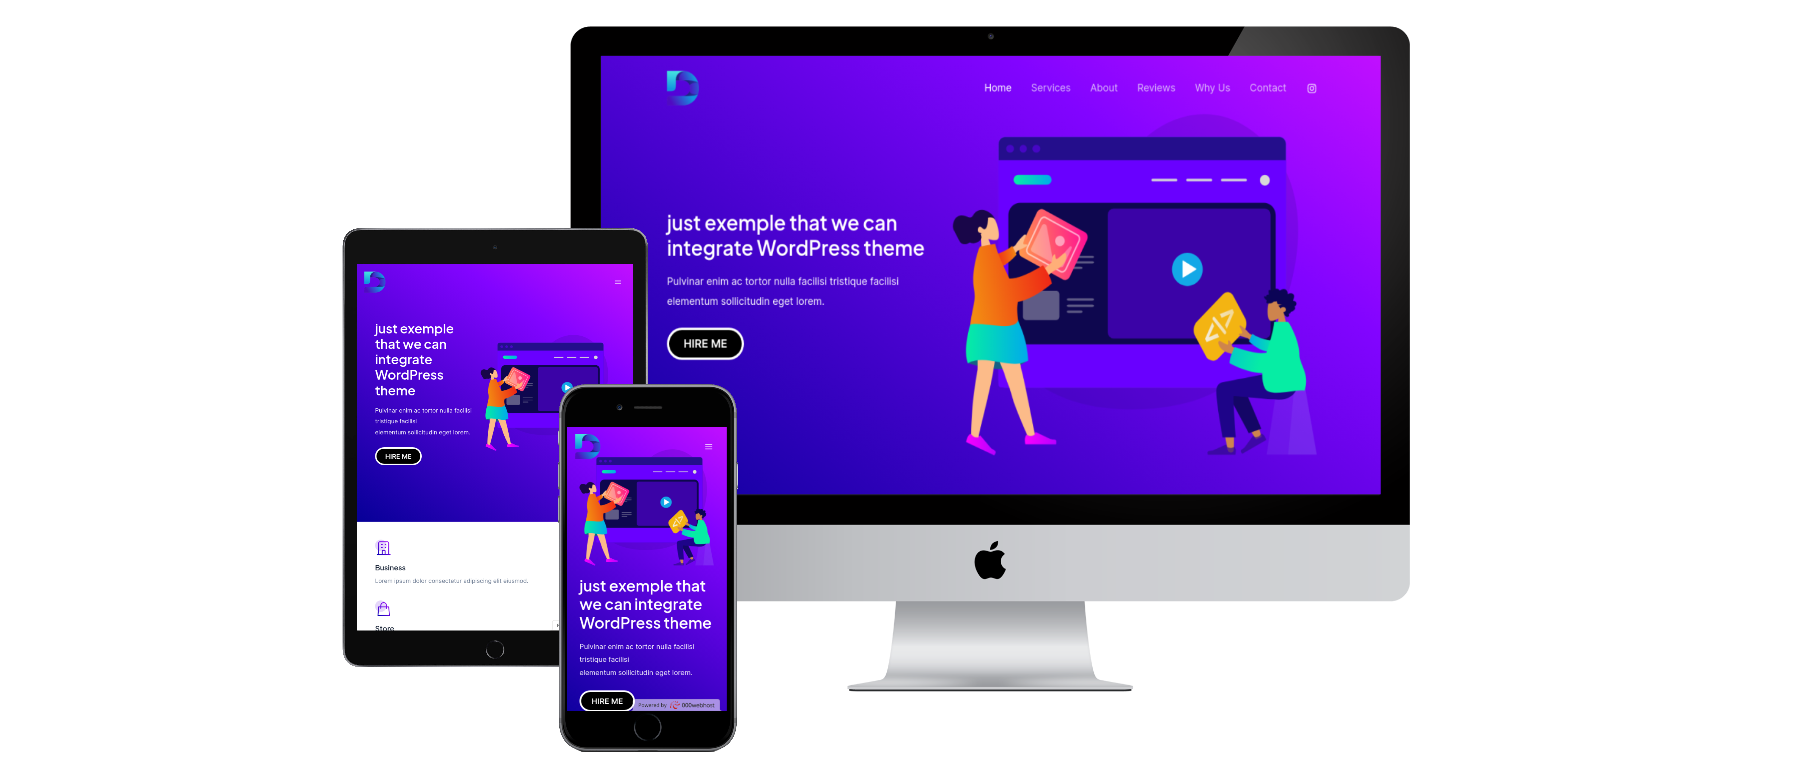 Home Services About Reviews Why Us Contact
just exemple that we can
integrate WordPress theme
Pulvinar enim ac tortor nulla facilisi tristique facilisi
elementum sollicitudin eget lorem.
HIRE ME
just exemple
that we can
integrate
WordPress
theme
Pulvinar enim ac tortor nulla facilisi
tristique facilisi
elementum sollicitudin eget lorem.
HIRE ME
Business
Lorem ipsum dolor consectetur adipiscing elit eiusmod.
Store
just exemple that
we can integrate
WordPress theme
Pulvinar enim ac tortor nulla facilisi
tristique facilisi
elementum sollicitudin eget lorem.
HIRE ME
Powered by 000webhost